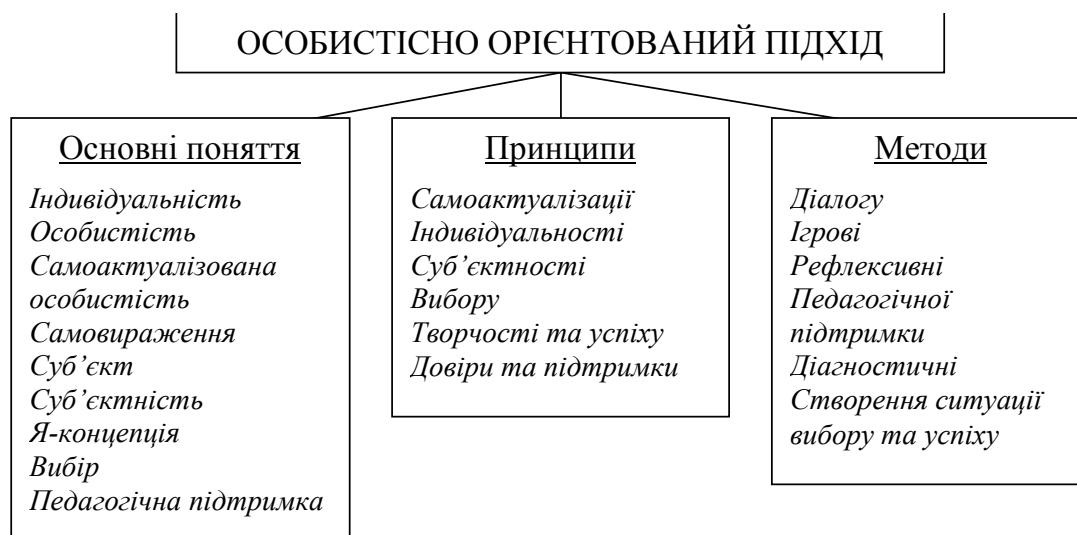 ОСОБИСТІСНО ОРІЄНТОВАНИЙ ПІДХІД
Основні поняття
Індивідуальність
Особистість
Самоактуалізована
особистість
Самовираження
Суб’єкт
Суб’єктність
Я-концепція
Вибір
Педагогічна підтримка
Принципи
Самоактуалізації
Індивідуальності
Суб’єктності
Вибору
Творчості та успіху
Довіри та підтримки
Методи
Діалогу
Ігрові
Рефлексивні
Педагогічної
підтримки
Діагностичні
Створення ситуації
вибору та успіху